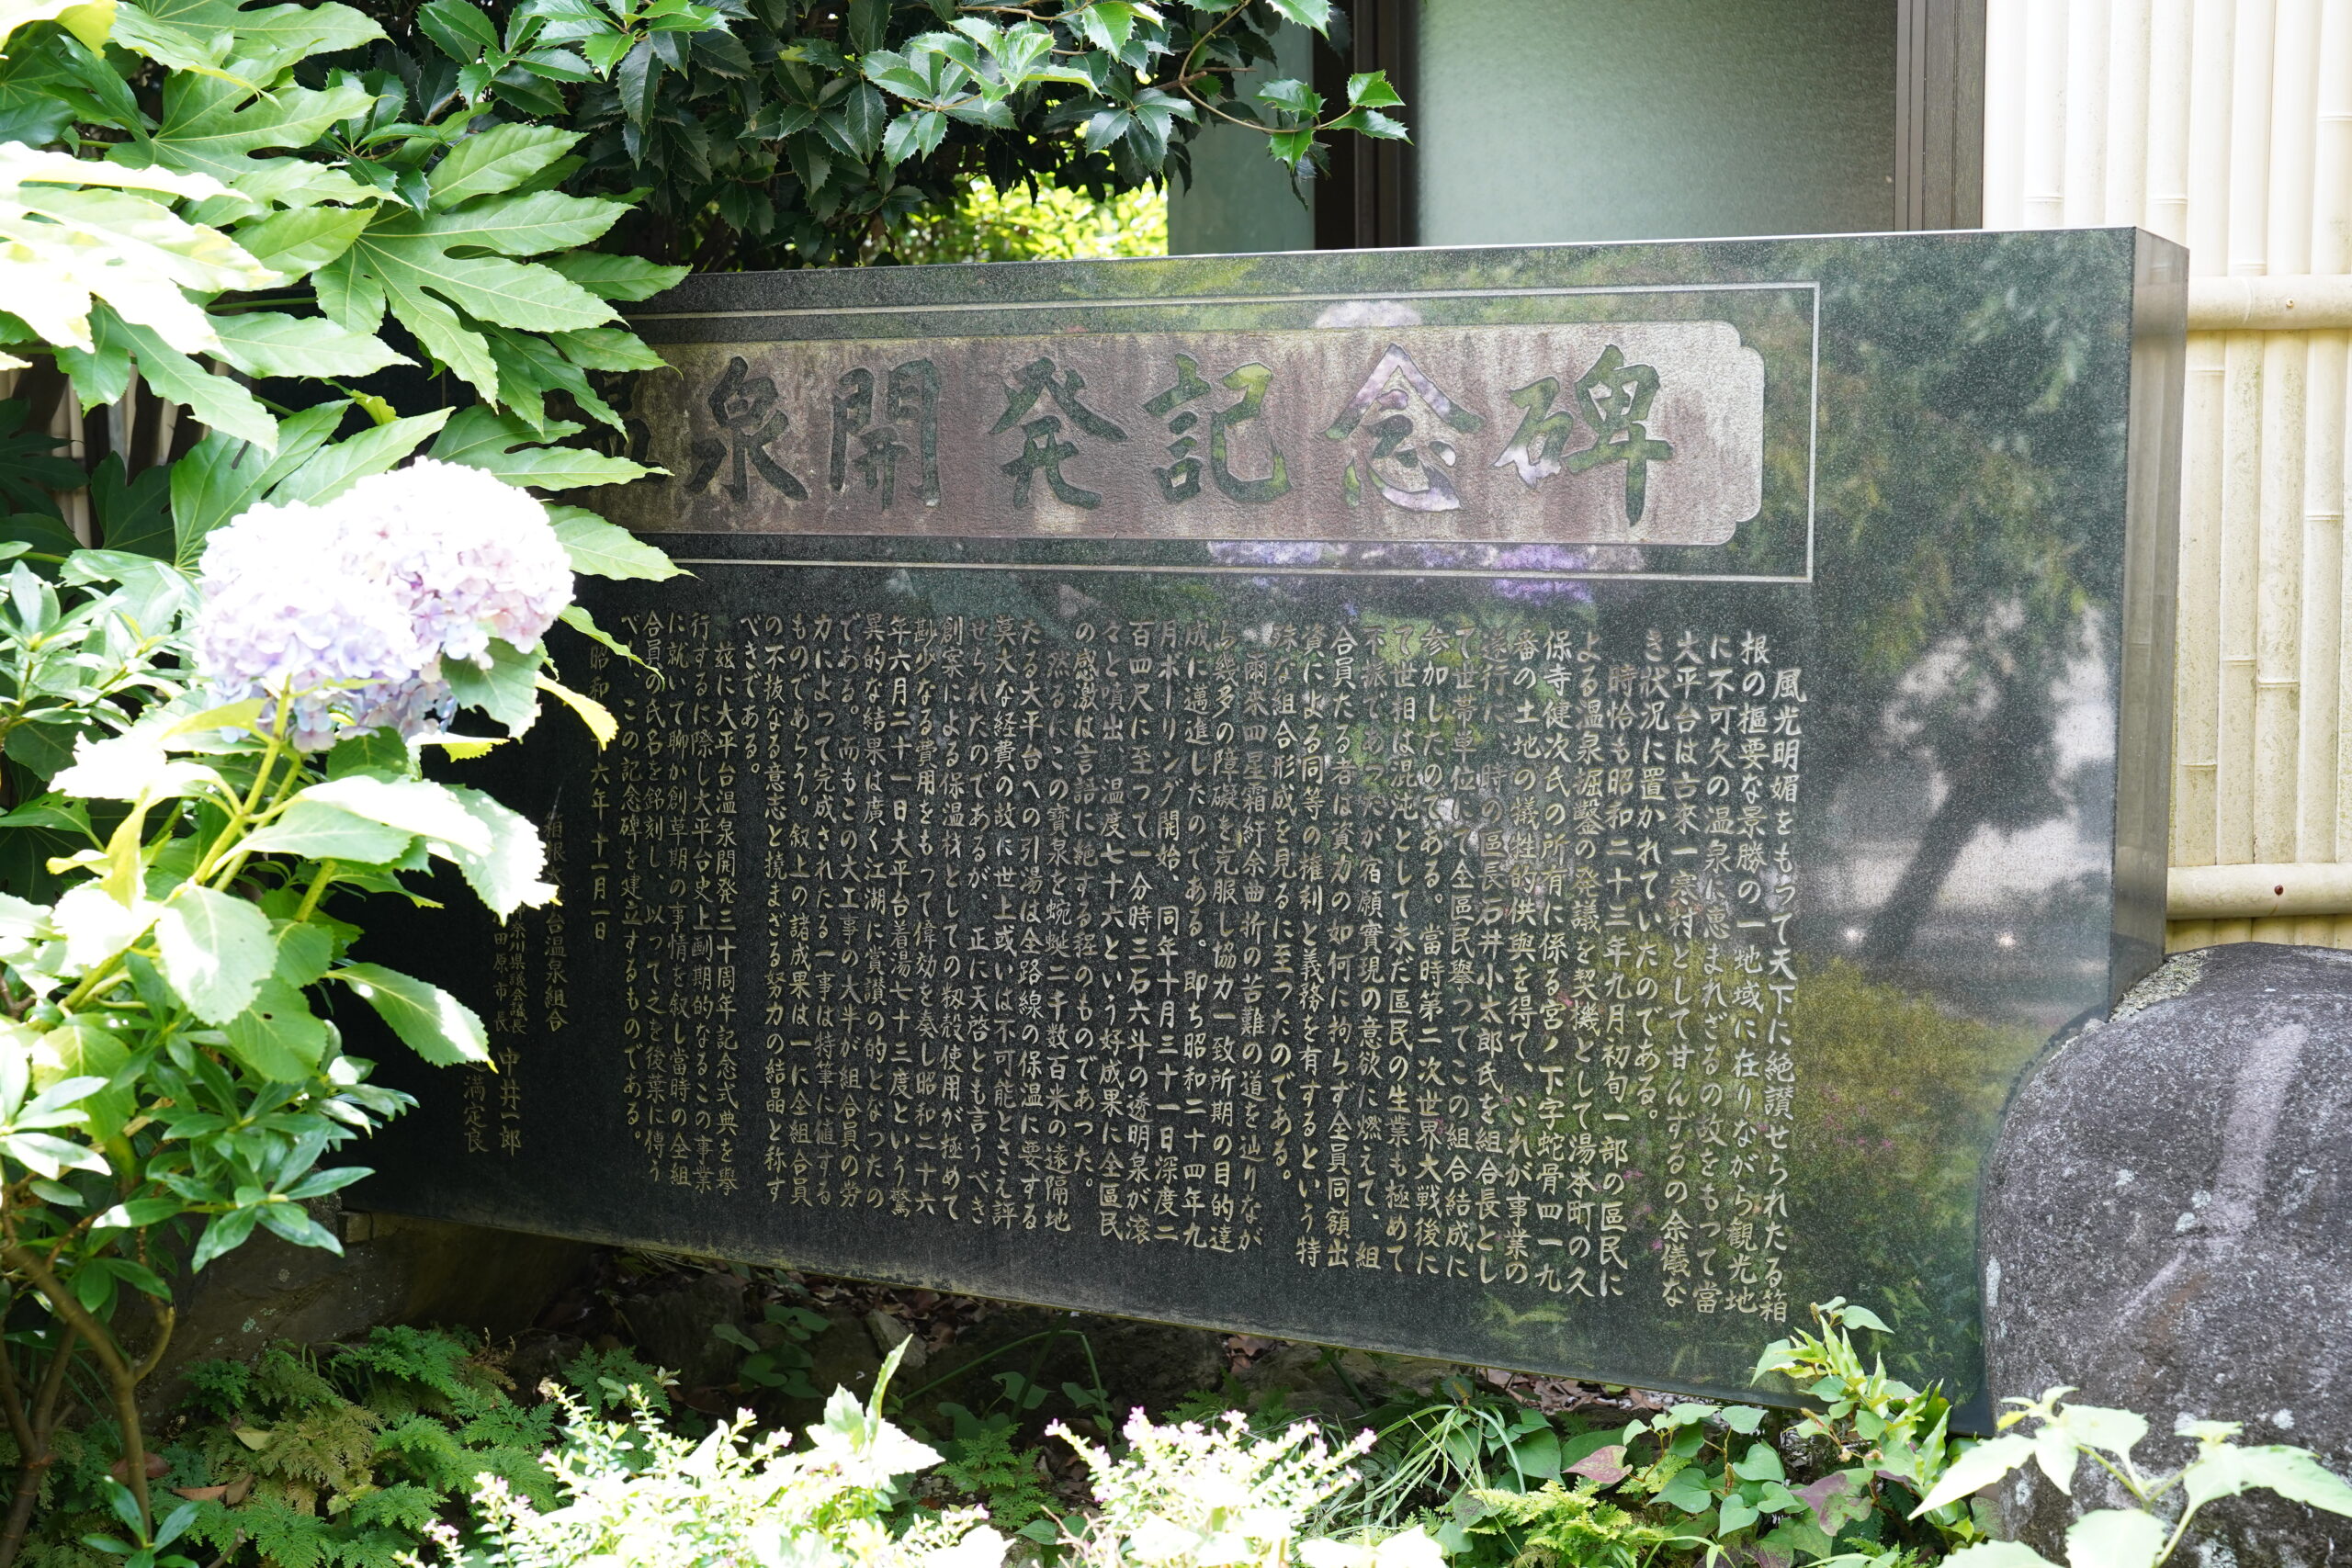 温泉開発記念碑
風光明媚をもって天下に絶讃せられたる箱
根の樞要な景勝の一地域に在りながら観光地
に不可欠の温泉に恵まれざるの故をもって當
大平台は古来一寒村として甘んずるの余儀な
き状況に置かれていたのである。
時恰も昭和二十三年九月初旬一部の區民に
よる温泉掘鑿の発議を契機として湯本町の久
保寺健次氏の所有に係る宮ノ下字蛇骨四一九
番の土地の犠牲的供與を得て、これが事業の
遂行に、時の區長石井小太郎氏を組合長とし
て世帯単位にて全區民擧ってこの組合結成に
参加したのである。當時第二次世界大戦後に
て世相は混沌として未だ區民の生業も極めて
不振であったが宿願實現の意欲に燃えて、組
合員たる者は資力の如何に拘らず全員同額出
資による同等の権利と義務を有するという特
殊な組合形成を見るに至ったのである。
爾来四星霜紆余曲折の苦難の道を辿りなが
ら幾多の障礙を克服し協力一致所期の目的達
成に邁進したのである。即ち昭和二十四年九
月ボーリング開始、同年十月三十一日深度二
百四尺に至って一分時三石六斗の透明泉が滾
々と噴出、温度七十六という好成果に全區民
の感激は言語に絶する程のものであった。
然るにこの寶泉を蜿蜒二千数百米の遠隔地
たる大平台への引湯は全路線の保温に要する
莫大な経費の故に世上或いは不可能とさえ評
せられたのであるが、正に天啓とも言うべき
創案による保温材としての籾殻使用が極めて
尠少なる費用をもって偉効を奏し昭和二十六
年六月二十一日大平台着湯七十三度という驚
異的な結果は廣く江湖に賞讃の的となったの
である。而もこの大工事の大半が組合員の労
力によって完成されたる一事は特筆に値する
ものであろう。叙上の諸成果は一に全組合員
の不抜なる意志と撓まざる努力の結晶と称す
べきである。
茲に大平台温泉開発三十周年記念式典を擧
行するに際し大平台史上劃期的なるこの事業
に就いて聊か創草期の事情を叙し當時の全組
合員の氏名を銘刻し、以って之を後葉に傳う
べく、この記念碑を建立するものである。
昭和 十六年十一月一日
箱根 台温泉組合
奈川県議会議長 中井一郎
田原市長 満定良